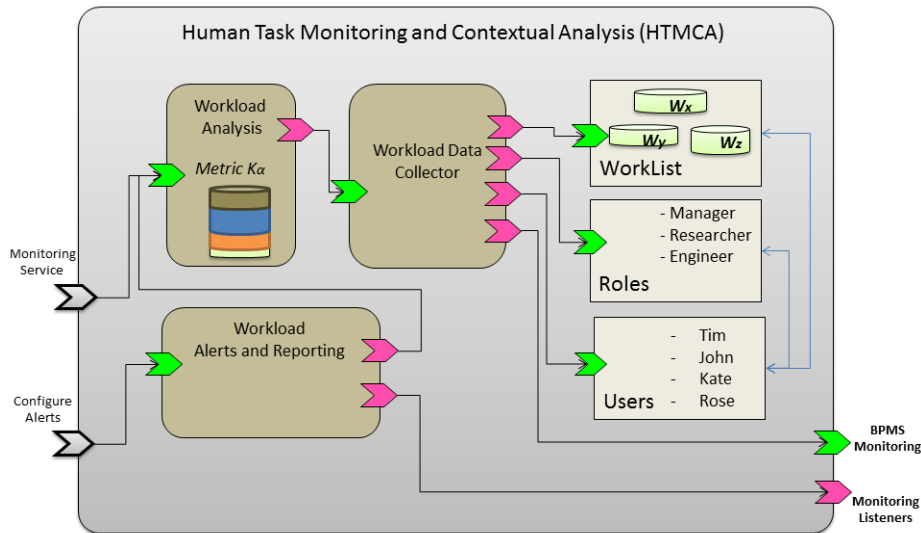 Human Task Monitoring and Contextual Analysis (HTMCA)
Workload
Analysis
Metric Kα
Workload Data
Collector
Wx
Wy
Wz
WorkList
- Manager
- Researcher
- Engineer
Roles
Monitoring
Service
Workload
Alerts and Reporting
- Tim
- John
- Kate
- Rose
Users
Configure
Alerts
BPMS
Monitoring
Monitoring
Listeners